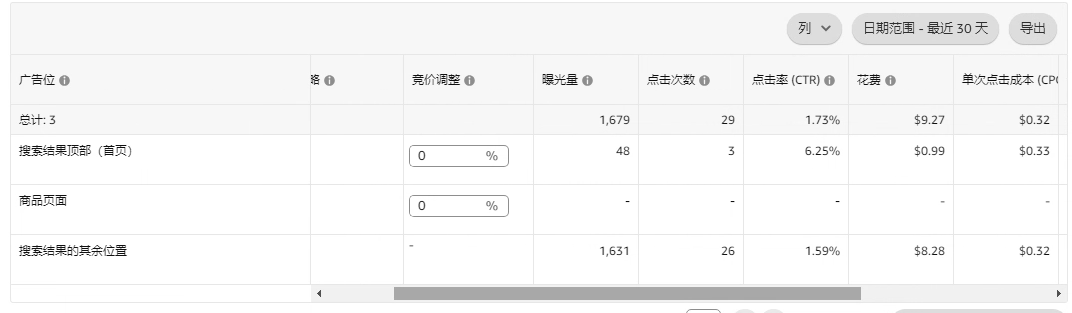 列 日期范围 - 最近 30 天 导出
广告位 略 竞价调整 曝光量 点击次数 点击率 (CTR) 花费 单次点击成本 (CPC
总计: 3 1,679 29 1.73% $9.27 $0.32
搜索结果顶部（首页） 0 % 48 3 6.25% $0.99 $0.33
商品页面 0 % - - - - -
搜索结果的其余位置 - 1,631 26 1.59% $8.28 $0.32